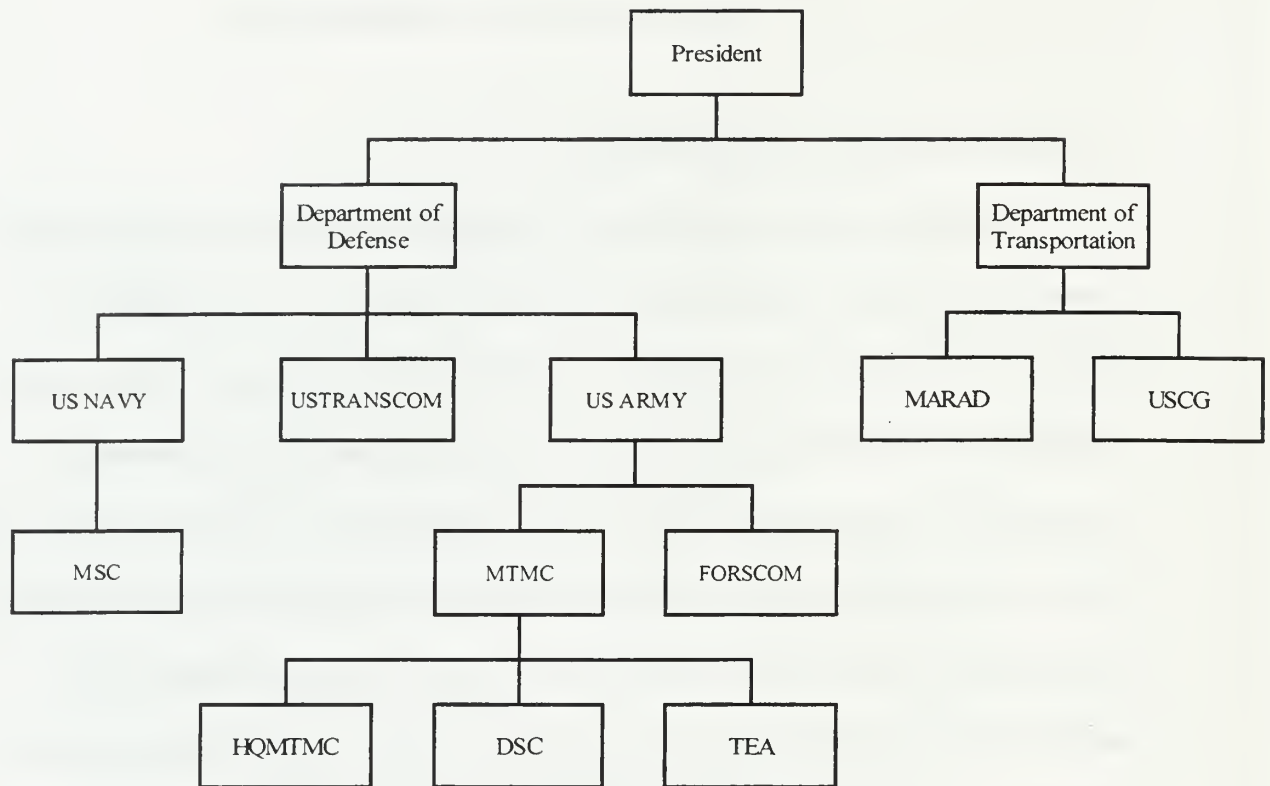 President
Department of
Defense
Department of
Transportation
US NAVY
USTRANSCOM
US ARMY
MARAD
USCG
MSC
MTMC
FORSCOM
HQMTMC
DSC
TEA